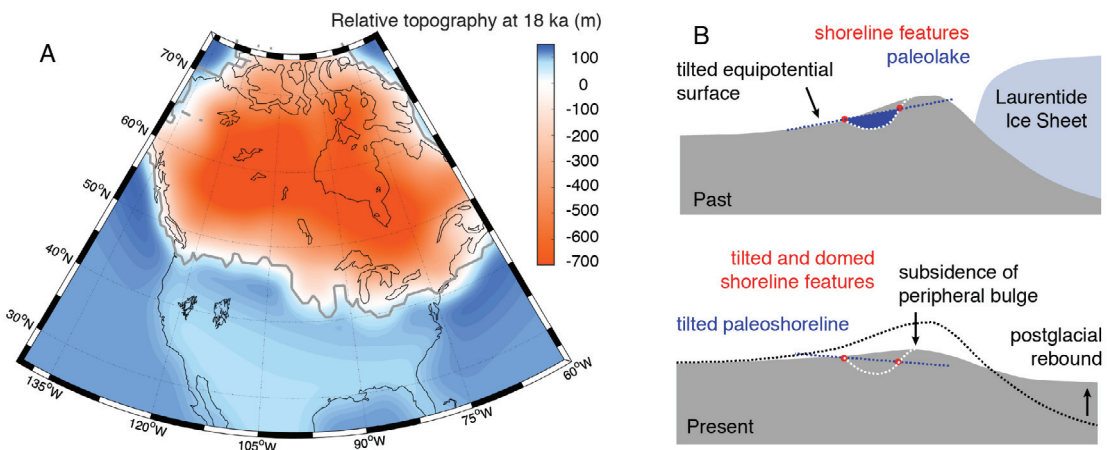 A
Relative topography at 18 ka (m)
100
0
-100
-200
-300
-400
-500
-600
-700
70°N
60°N
50°N
40°N
30°N
135°W
120°W
105°W
90°W
75°W
60°W
B
shoreline features
paleolake
tilted equipotential
surface
Laurentide
Ice Sheet
Past
tilted and domed
shoreline features
subsidence of
peripheral bulge
tilted paleoshoreline
postglacial
rebound
Present